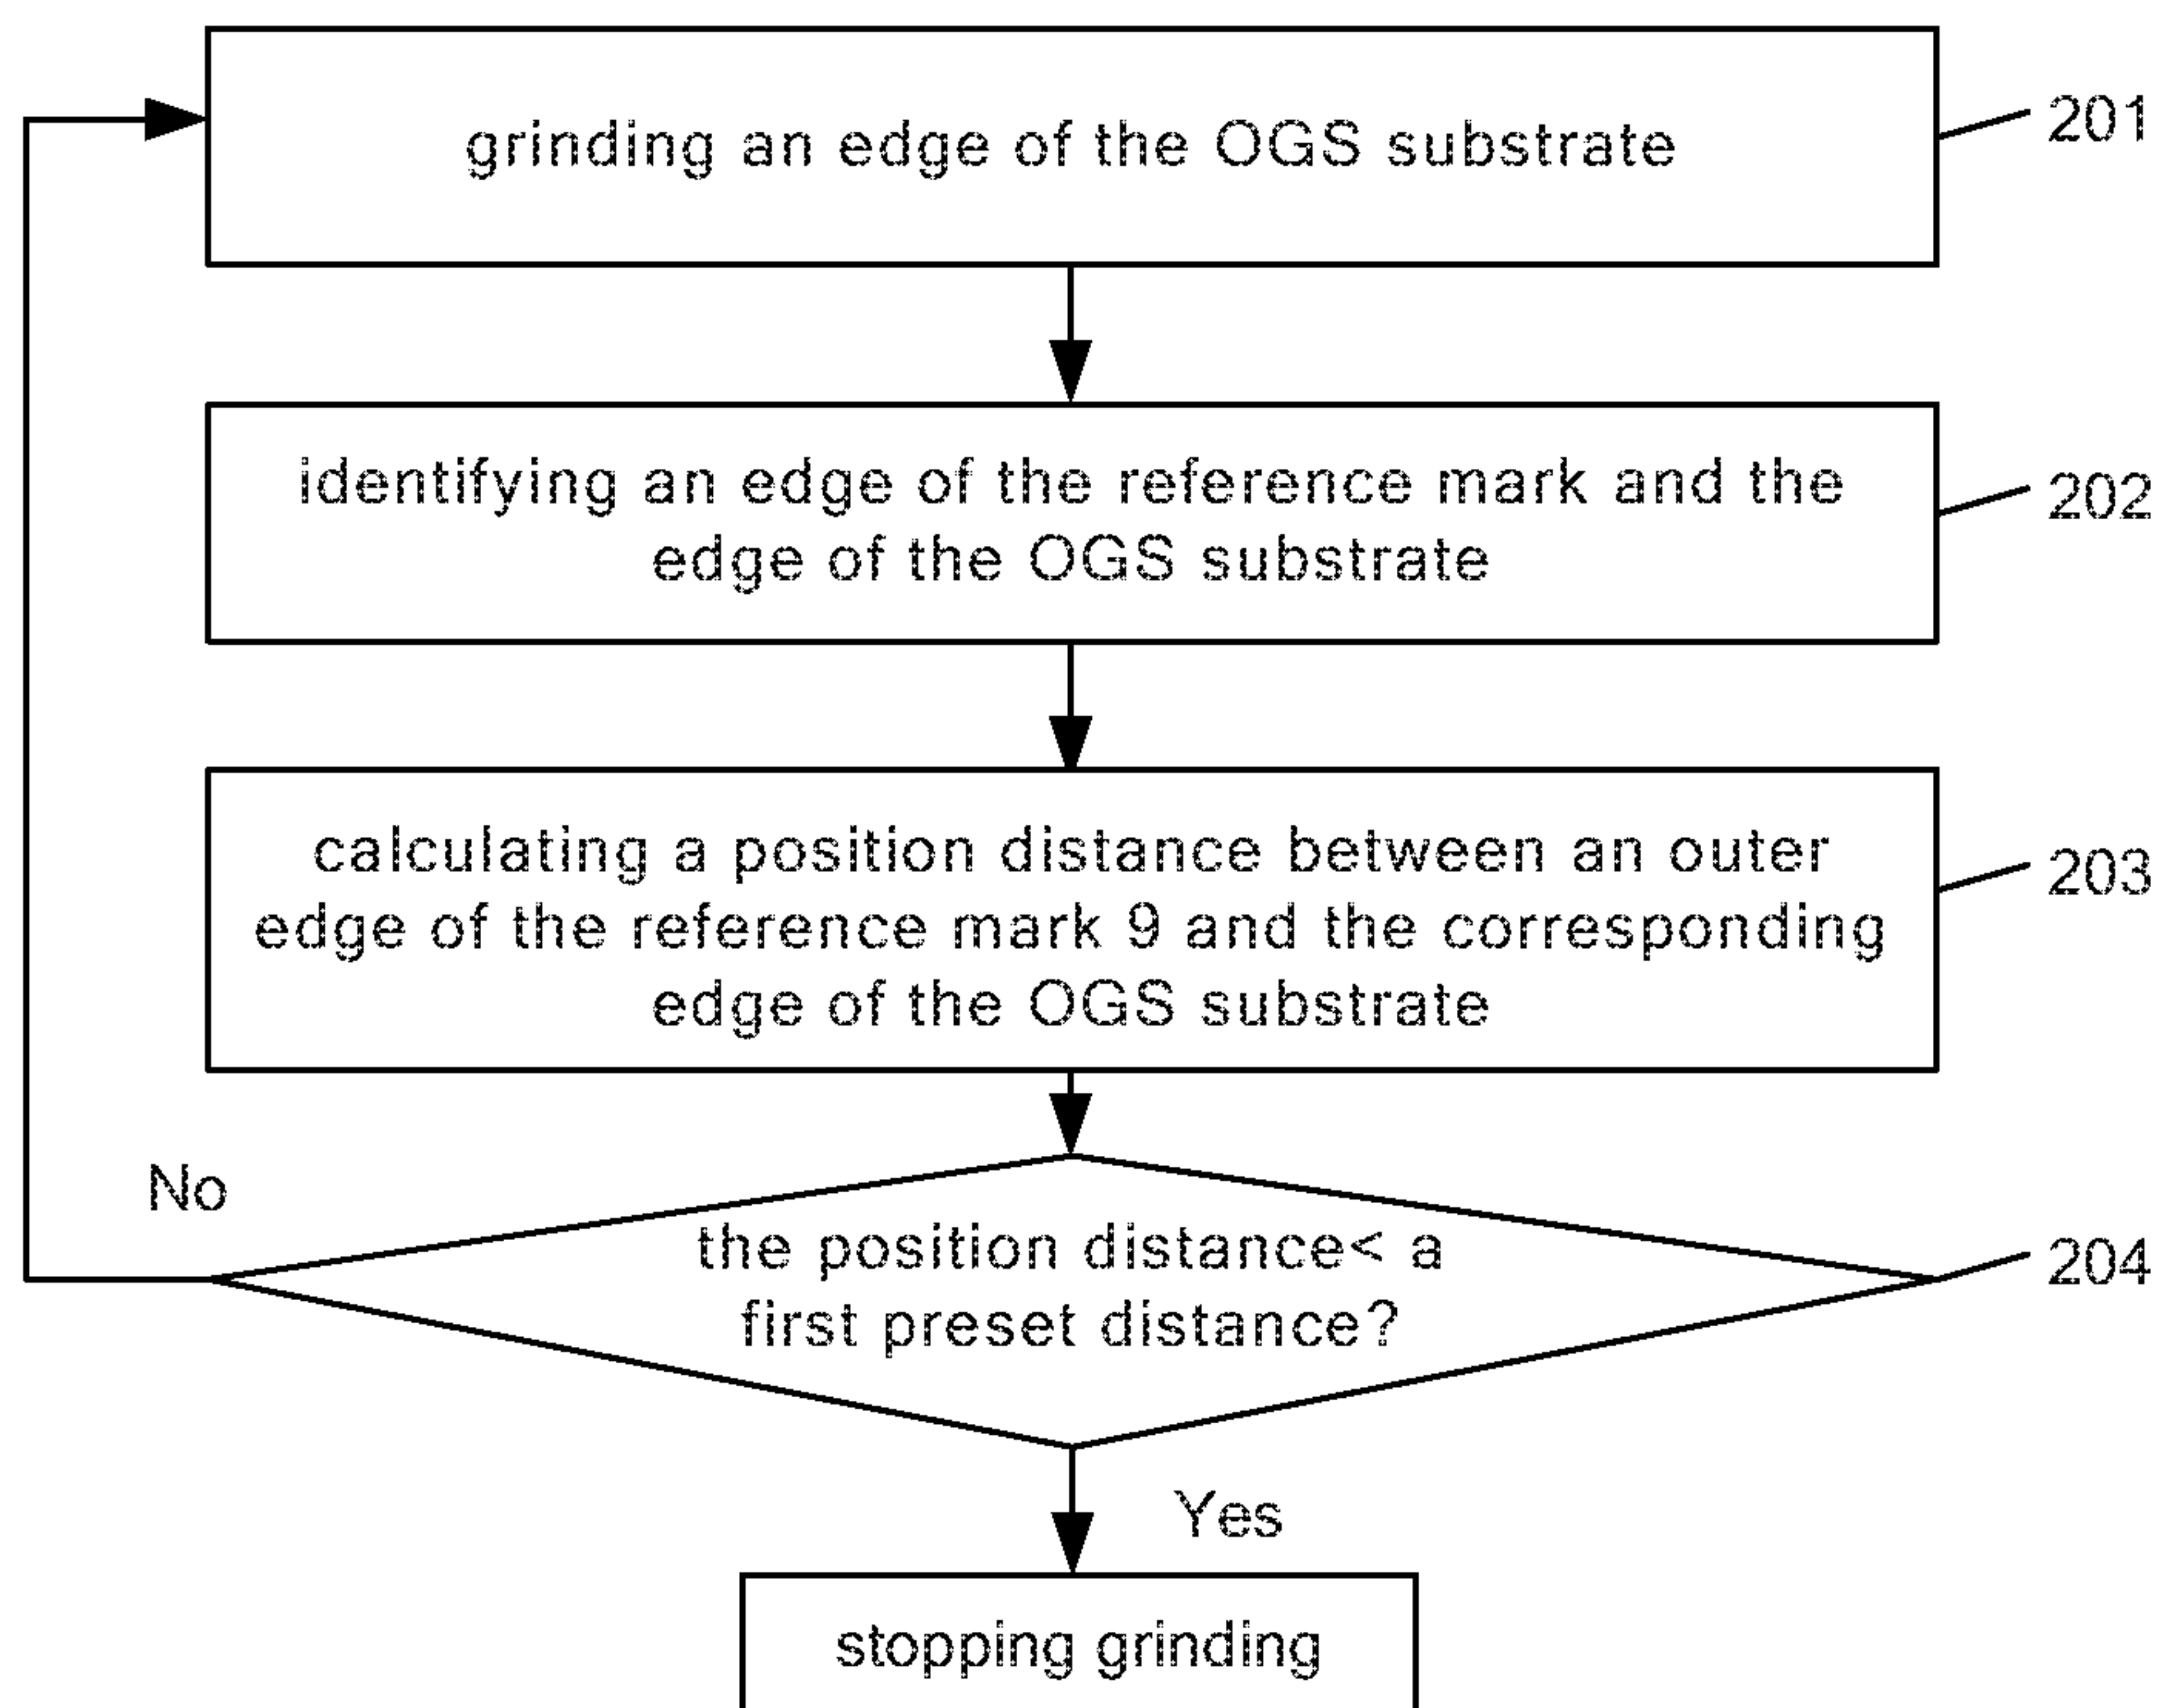 grinding an edge of the OGS substrate
201
identifying an edge of the reference mark and the
edge of the OGS substrate
202
calculating a position distance between an outer
edge of the reference mark 9 and the corresponding
edge of the OGS substrate
203
No
the position distance< a
first preset distance?
204
Yes
stopping grinding